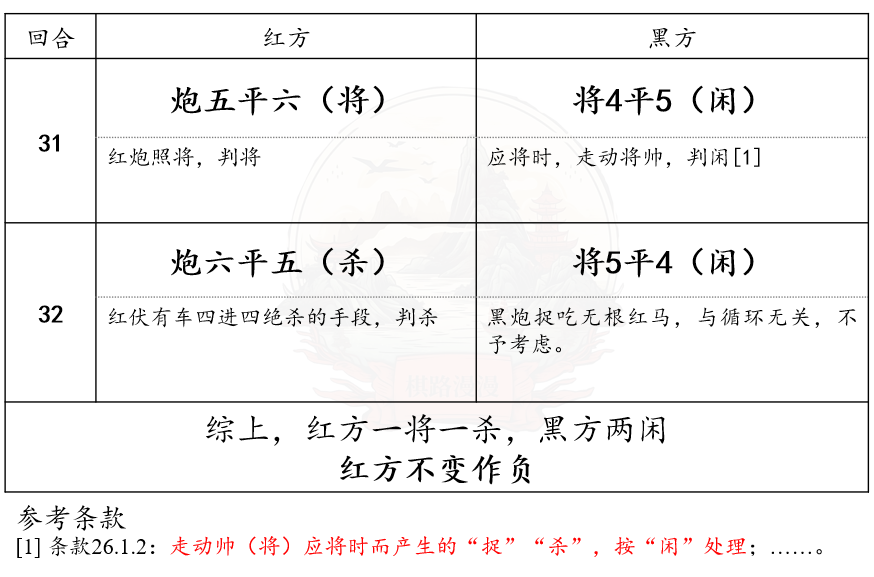 回合 红方 黑方
31 炮五平六（将） 将4平5（闲）
红炮照将，判将 应将时，走动将帅，判闲[1]
32 炮六平五（杀） 将5平4（闲）
红伏有车四进四绝杀的手段，判杀 黑炮捉吃无根红马，与循环无关，不
予考虑。
棋路漫漫
综上，红方一将一杀，黑方两闲
红方不变作负
参考条款
[1] 条款26.1.2：走动帅（将）应将时而产生的“捉”“杀”，按“闲”处理；……。